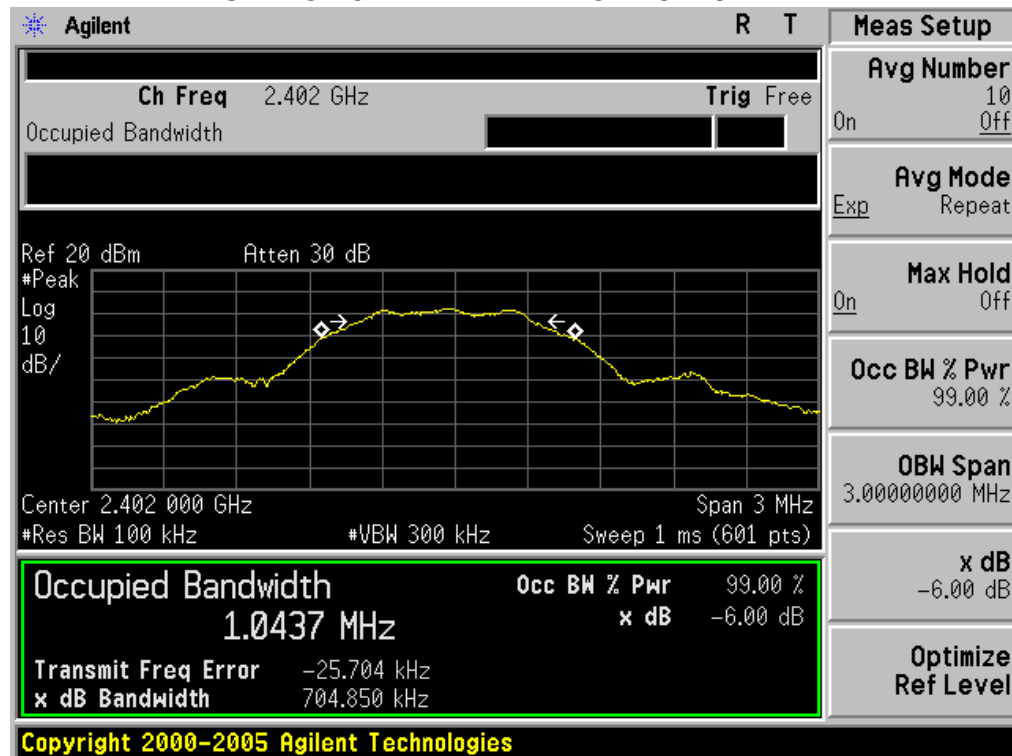 Agilent R T
Ch Freq 2.402 GHz Trig Free
Occupied Bandwidth
Ref 20 dBm Atten 30 dB
#Peak
Log
10
dB/
Center 2.402 000 GHz Span 3 MHz
#Res BW 100 kHz #VBW 300 kHz Sweep 1 ms (601 pts)
Occupied Bandwidth Occ BW % Pwr 99.00 %
1.0437 MHz x dB -6.00 dB
Transmit Freq Error -25.704 kHz
x dB Bandwidth 704.850 kHz
Copyright 2000-2005 Agilent Technologies
Meas Setup
Avg Number
10
On Off
Avg Mode
Exp Repeat
Max Hold
On Off
Occ BW % Pwr
99.00 %
OBW Span
3.00000000 MHz
x dB
-6.00 dB
Optimize
Ref Level